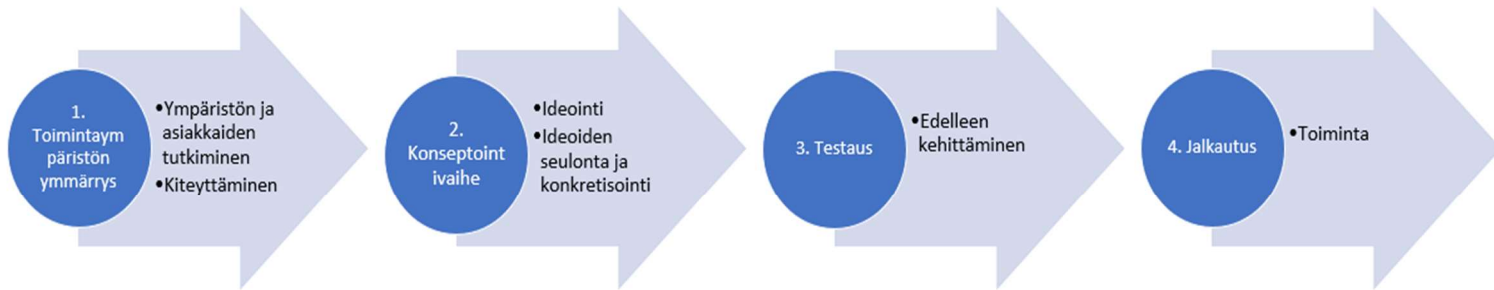 1.
Toimintaym
päristön
ymmärrys
•Ympäristön ja
asiakkaiden
tutkiminen
•Kiteyttäminen
2.
Konseptoint
ivaihe
•Ideointi
•Ideoiden
seulonta ja
konkretisointi
3. Testaus
•Edelleen
kehittäminen
4. Jalkautus
•Toiminta